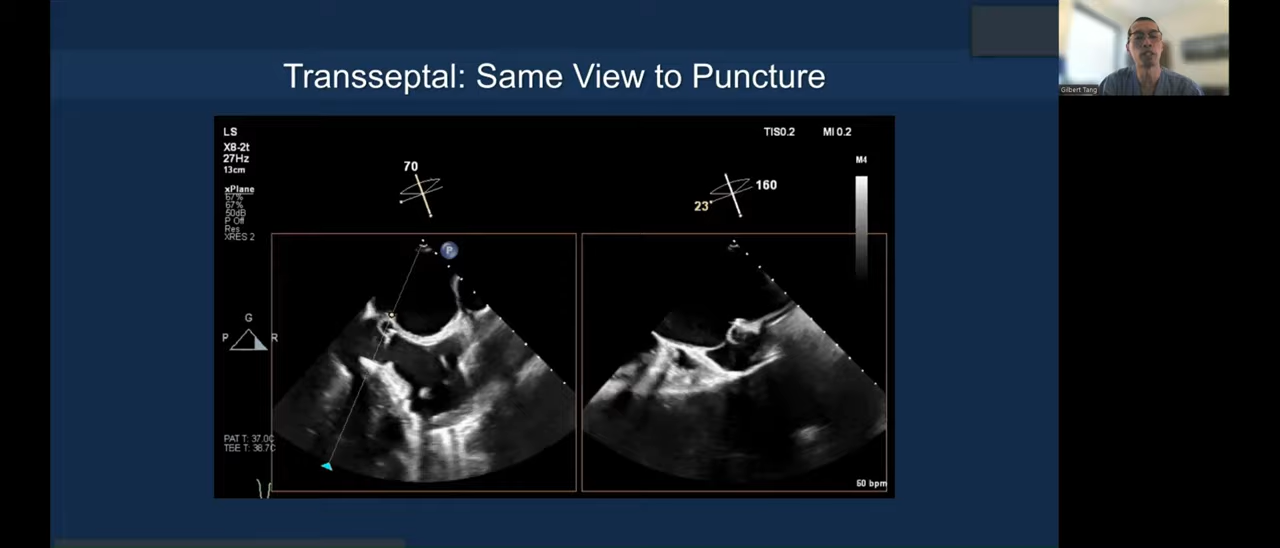 Transseptal: Same View to Puncture
Gilbert Tang
LS
TIS0.2 MI 0.2
X8-2t
27Hz
13cm
M4
70
160
23
xPlane
67%
67%
50dB
P Off
Res
XRES 2
P
G
P R
PAT T: 37.0C
TEE T: 38.7C
60 bpm